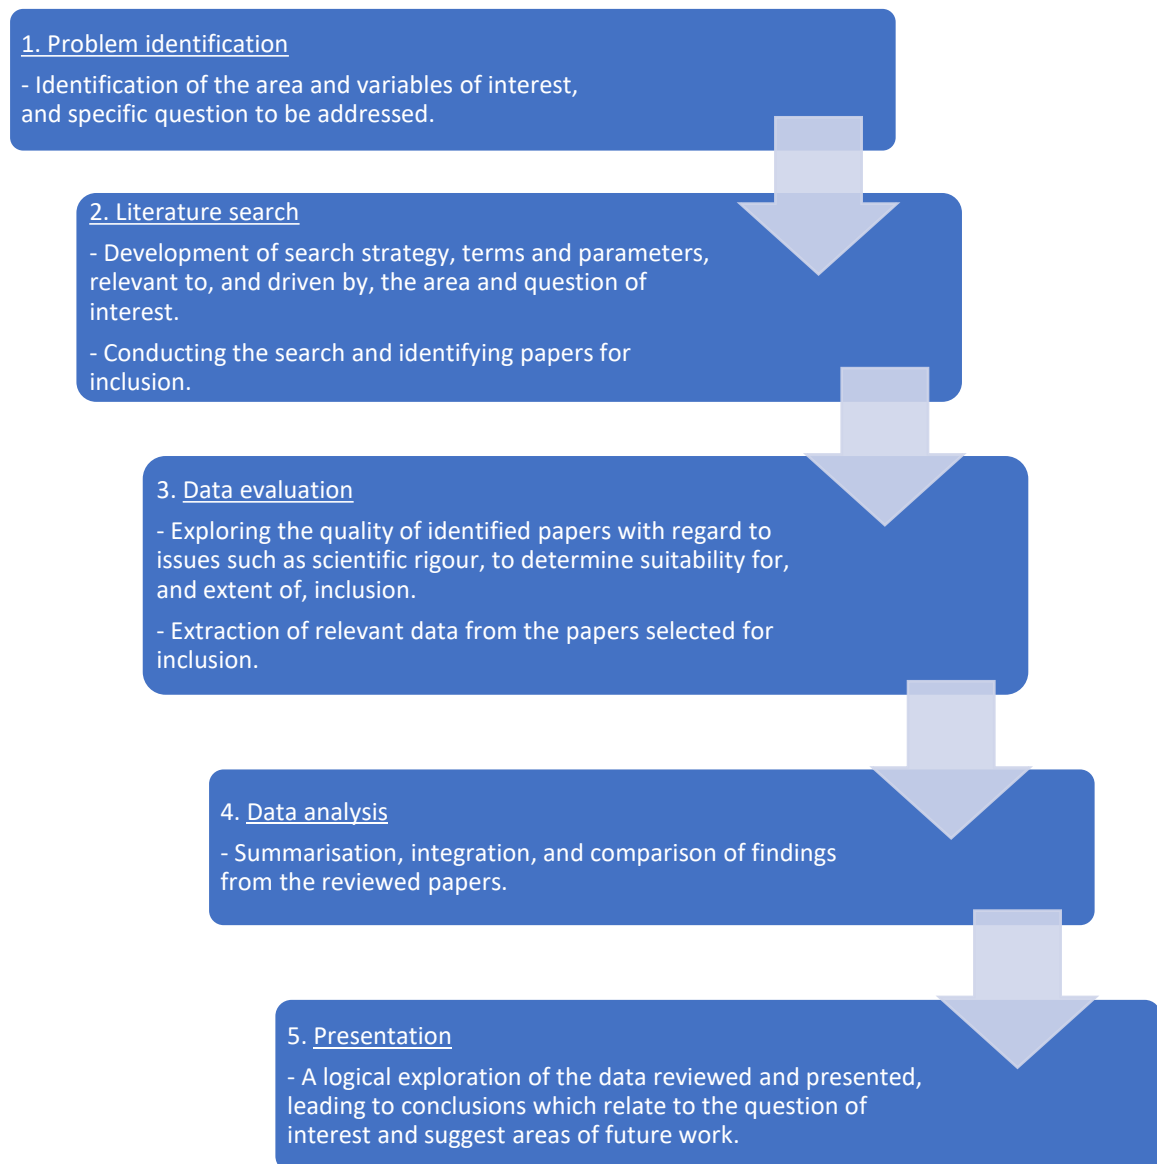 1. Problem identification
- Identification of the area and variables of interest,
and specific question to be addressed.
2. Literature search
- Development of search strategy, terms and parameters,
relevant to, and driven by, the area and question of
interest.
- Conducting the search and identifying papers for
inclusion.
3. Data evaluation
- Exploring the quality of identified papers with regard to
issues such as scientific rigour, to determine suitability for,
and extent of, inclusion.
- Extraction of relevant data from the papers selected for
inclusion.
4. Data analysis
- Summarisation, integration, and comparison of findings
from the reviewed papers.
5. Presentation
- A logical exploration of the data reviewed and presented,
leading to conclusions which relate to the question of
interest and suggest areas of future work.